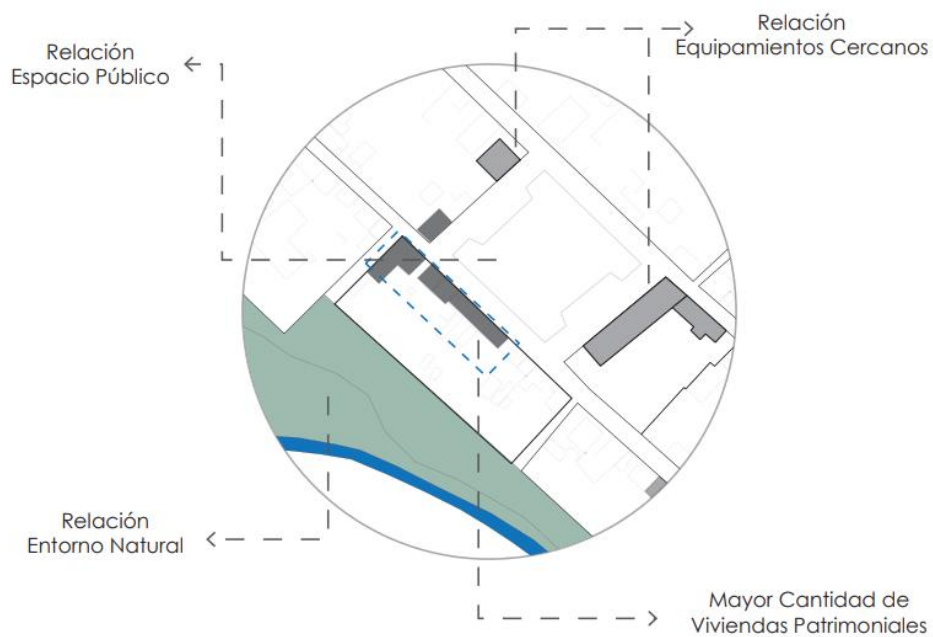 Relación
Equipamientos Cercanos
Relación
Espacio Público
Relación
Entorno Natural
Mayor Cantidad de
Viviendas Patrimoniales